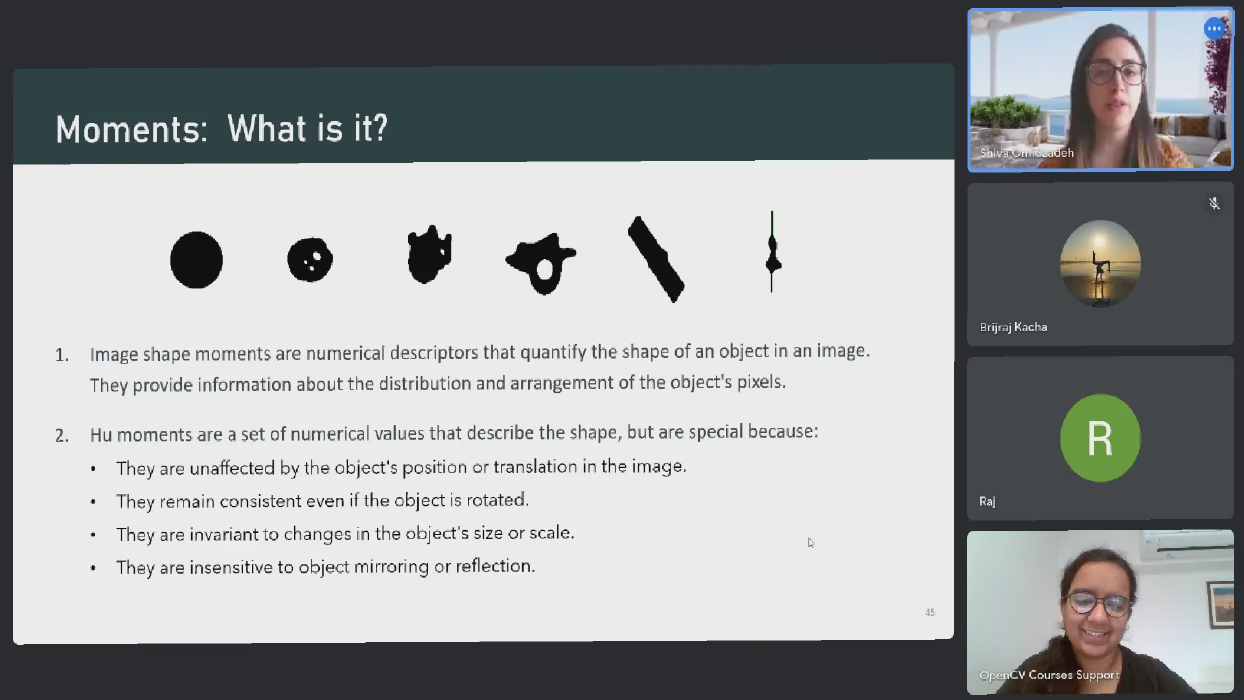 Moments: What is it?
1. Image shape moments are numerical descriptors that quantify the shape of an object in an image.
They provide information about the distribution and arrangement of the object's pixels.
2. Hu moments are a set of numerical values that describe the shape, but are special because:
• They are unaffected by the object's position or translation in the image.
• They remain consistent even if the object is rotated.
• They are invariant to changes in the object's size or scale.
• They are insensitive to object mirroring or reflection.
45
Shiva Omidzadeh
Brijraj Kacha
R
Raj
OpenCV Courses Support